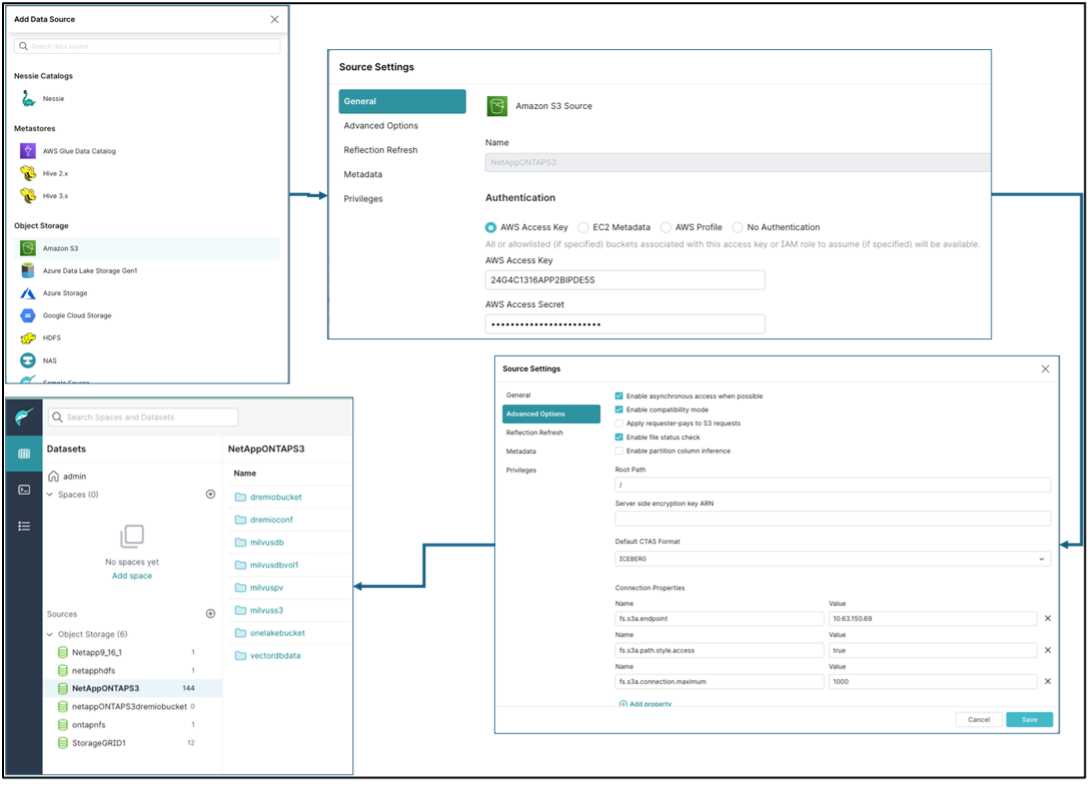 Add Data Source
Search data source
Nessie Catalogs
Nessie
Metastores
AWS Glue Data Catalog
Hive 2.x
Hive 3.x
Object Storage
Amazon S3
Azure Data Lake Storage Gen1
Azure Storage
Google Cloud Storage
HDFS
NAS
Sample Source
Source Settings
General
Advanced Options
Reflection Refresh
Metadata
Privileges
Amazon S3 Source
Name
NetAppONTAPS3
Authentication
AWS Access Key EC2 Metadata AWS Profile No Authentication
All or allowlisted (if specified) buckets associated with this access key or IAM role to assume (if specified) will be available.
AWS Access Key
24G4C1316APP2BIPDE5S
AWS Access Secret
Source Settings
General
Advanced Options
Reflection Refresh
Metadata
Privileges
Enable asynchronous access when possible
Enable compatibility mode
Apply requester-pays to S3 requests
Enable file status check
Enable partition column inference
Root Path
/
Server side encryption key ARN
Default CTAS Format
ICEBERG
Connection Properties
Name Value
fs.s3a.endpoint 10.63.150.69
Name Value
fs.s3a.path.style.access true
Name Value
fs.s3a.connection.maximum 1000
Add property
Cancel Save
Search Spaces and Datasets
Datasets
admin
Spaces (0)
No spaces yet
Add space
Sources
Object Storage (6)
Netapp9_16_1 1
netapphdfs 1
NetAppONTAPS3 144
netappONTAPS3dremiobucket 0
ontapnfs 1
StorageGRID1 12
NetAppONTAPS3
Name
dremiobucket
dremioconf
milvusdb
milvusdbvol1
milvuspv
milvuss3
onelakebucket
vectordbdata